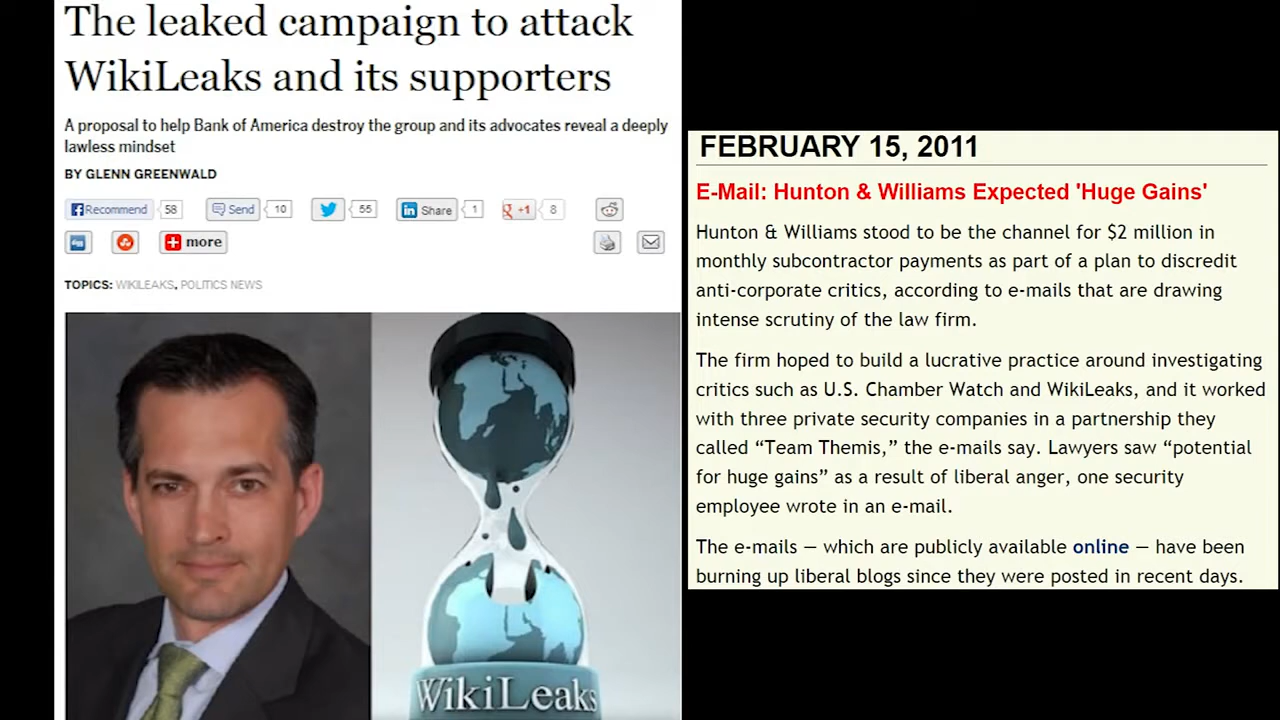 The leaked campaign to attack
WikiLeaks and its supporters
A proposal to help Bank of America destroy the group and its advocates reveal a deeply
lawless mindset
BY GLENN GREENWALD
Recommend 58 Send 10 55 Share 1 +1 8
more
TOPICS: WIKILEAKS, POLITICS NEWS
WikiLeaks
FEBRUARY 15, 2011
E-Mail: Hunton & Williams Expected 'Huge Gains'
Hunton & Williams stood to be the channel for $2 million in
monthly subcontractor payments as part of a plan to discredit
anti-corporate critics, according to e-mails that are drawing
intense scrutiny of the law firm.
The firm hoped to build a lucrative practice around investigating
critics such as U.S. Chamber Watch and WikiLeaks, and it worked
with three private security companies in a partnership they
called “Team Themis,” the e-mails say. Lawyers saw “potential
for huge gains” as a result of liberal anger, one security
employee wrote in an e-mail.
The e-mails — which are publicly available online — have been
burning up liberal blogs since they were posted in recent days.